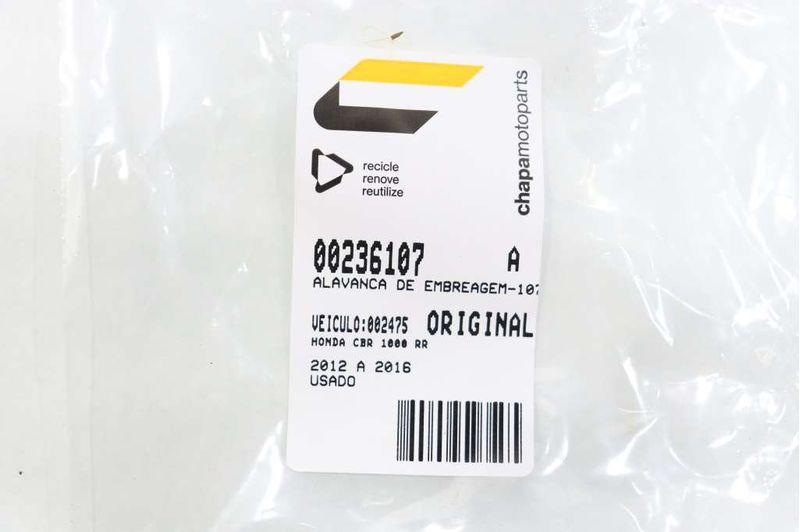 chapamotoparts
recicle
renove
reutilize
00236107 A
ALAVANCA DE EMBREAGEM-107
VEICULO:002475 ORIGINAL
HONDA CBR 1000 RR
2012 A 2016
USADO